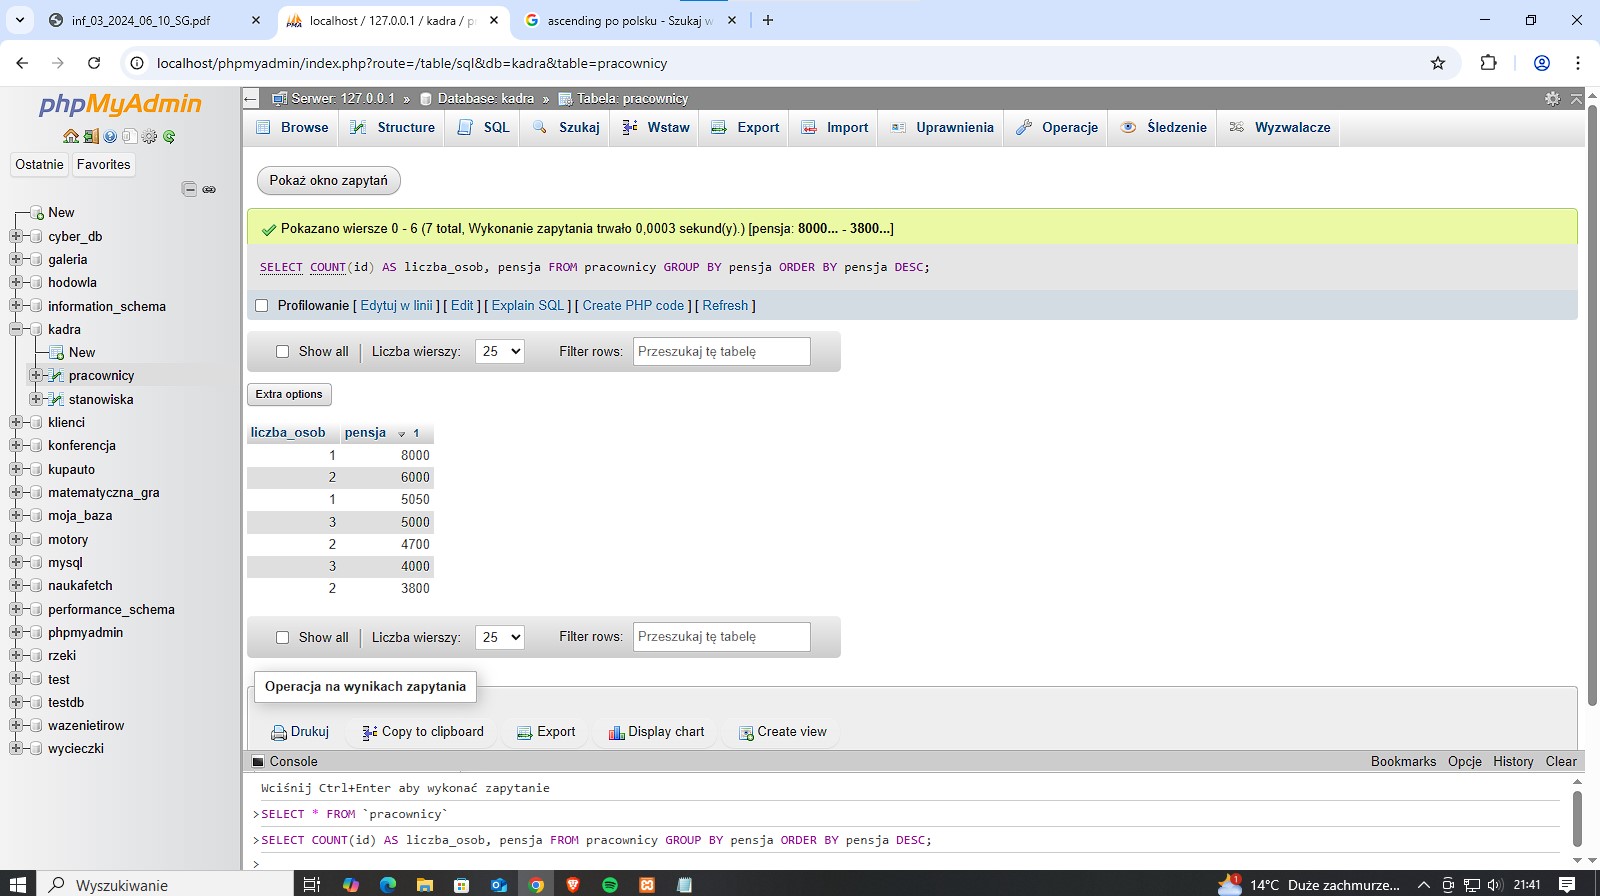 inf_03_2024_06_10_SG.pdf
localhost / 127.0.0.1 / kadra / p
ascending po polsku - Szukaj w
localhost/phpmyadmin/index.php?route=/table/sql&db=kadra&table=pracownicy
phpMyAdmin
Ostatnie Favorites
New
cyber_db
galeria
hodowla
information_schema
kadra
New
pracownicy
stanowiska
klienci
konferencja
kupauto
matematyczna_gra
moja_baza
motory
mysql
naukafetch
performance_schema
phpmyadmin
rzeki
test
testdb
wazenietirow
wycieczki
Serwer: 127.0.0.1 » Database: kadra » Tabela: pracownicy
Browse Structure SQL Szukaj Wstaw Export Import Uprawnienia Operacje Śledzenie Wyzwalacze
Pokaż okno zapytań
Pokazano wiersze 0 - 6 (7 total, Wykonanie zapytania trwało 0,0003 sekund(y).) [pensja: 8000... - 3800...]
SELECT COUNT(id) AS liczba_osob, pensja FROM pracownicy GROUP BY pensja ORDER BY pensja DESC;
Profilowanie [ Edytuj w linii ] [ Edit ] [ Explain SQL ] [ Create PHP code ] [ Refresh ]
Show all Liczba wierszy: 25 Filter rows: Przeszukaj tę tabelę
Extra options
liczba_osob pensja 1
1 8000
2 6000
1 5050
3 5000
2 4700
3 4000
2 3800
Show all Liczba wierszy: 25 Filter rows: Przeszukaj tę tabelę
Operacja na wynikach zapytania
Drukuj Copy to clipboard Export Display chart Create view
Console Bookmarks Opcje History Clear
Wciśnij Ctrl+Enter aby wykonać zapytanie
>SELECT * FROM `pracownicy`
>SELECT COUNT(id) AS liczba_osob, pensja FROM pracownicy GROUP BY pensja ORDER BY pensja DESC;
>
Wyszukiwanie
1 14°C Duże zachmurze... 21:41